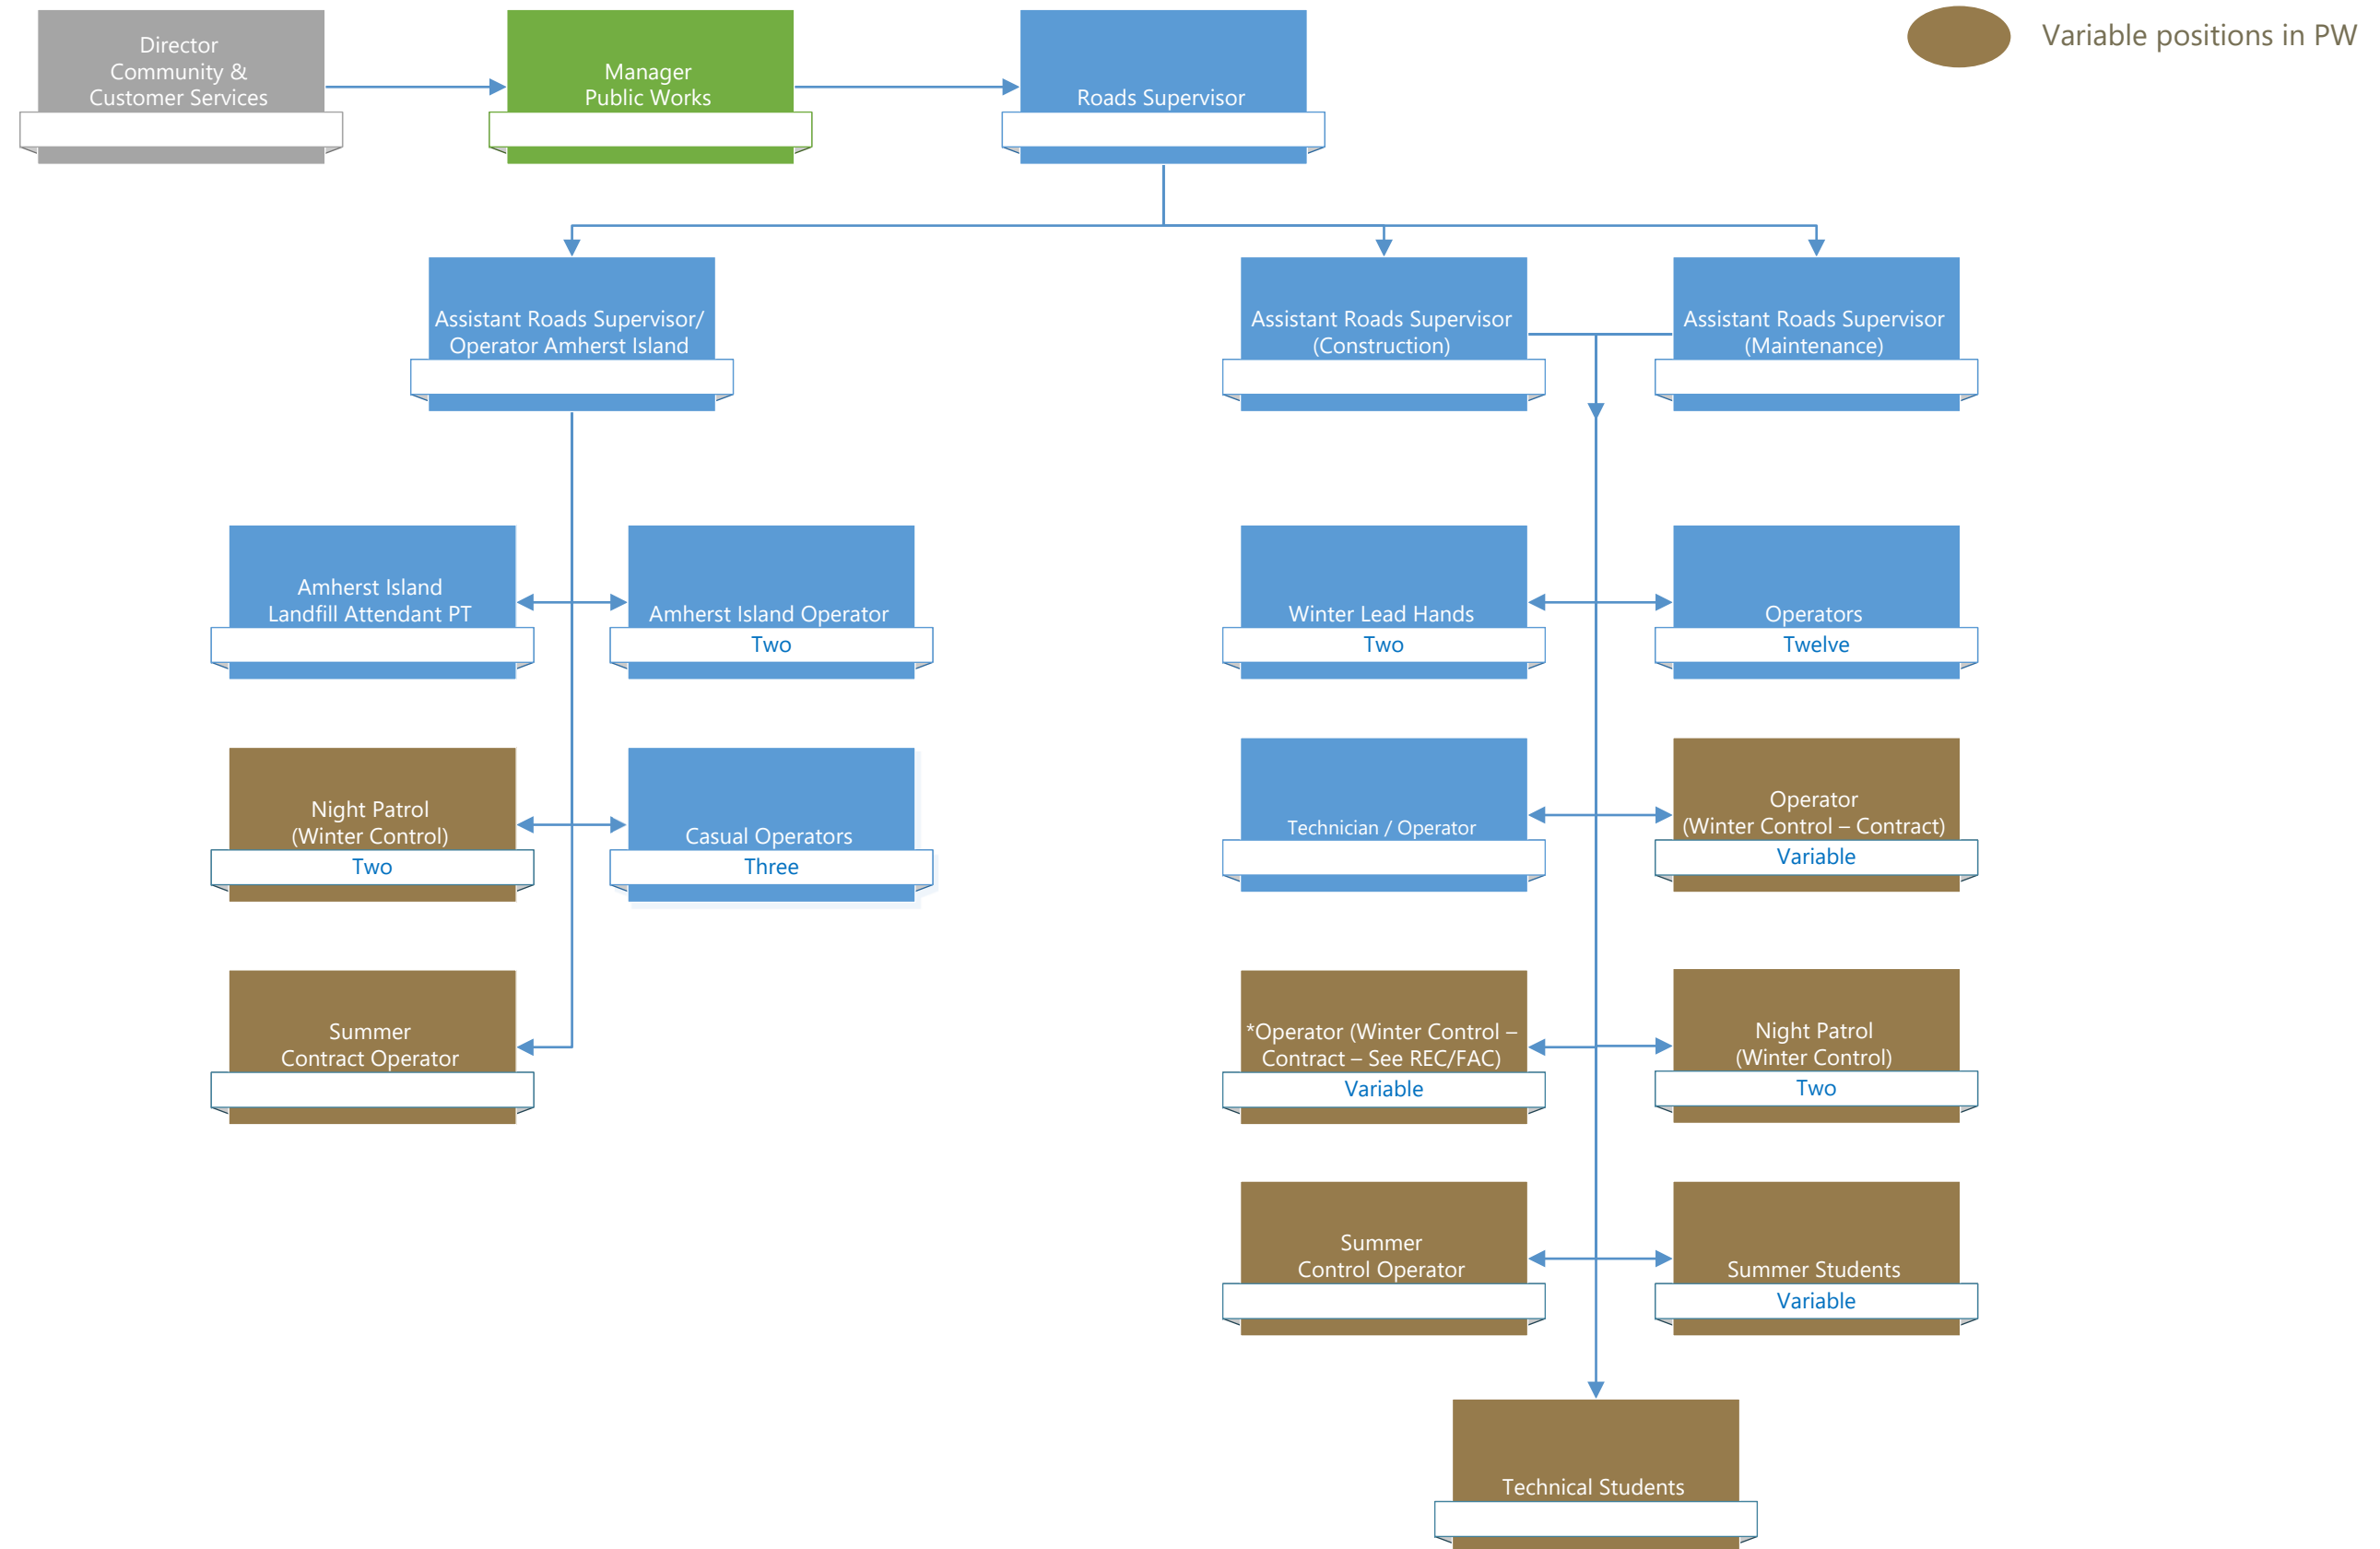 Director
Community &
Customer Services
Manager
Public Works
Roads Supervisor
Variable positions in PW
Assistant Roads Supervisor/
Operator Amherst Island
Assistant Roads Supervisor
(Construction)
Assistant Roads Supervisor
(Maintenance)
Amherst Island
Landfill Attendant PT
Amherst Island Operator
Two
Winter Lead Hands
Two
Operators
Twelve
Night Patrol
(Winter Control)
Two
Casual Operators
Three
Technician / Operator
Operator
(Winter Control – Contract)
Variable
Summer
Contract Operator
*Operator (Winter Control –
Contract – See REC/FAC)
Variable
Night Patrol
(Winter Control)
Two
Summer
Control Operator
Summer Students
Variable
Technical Students